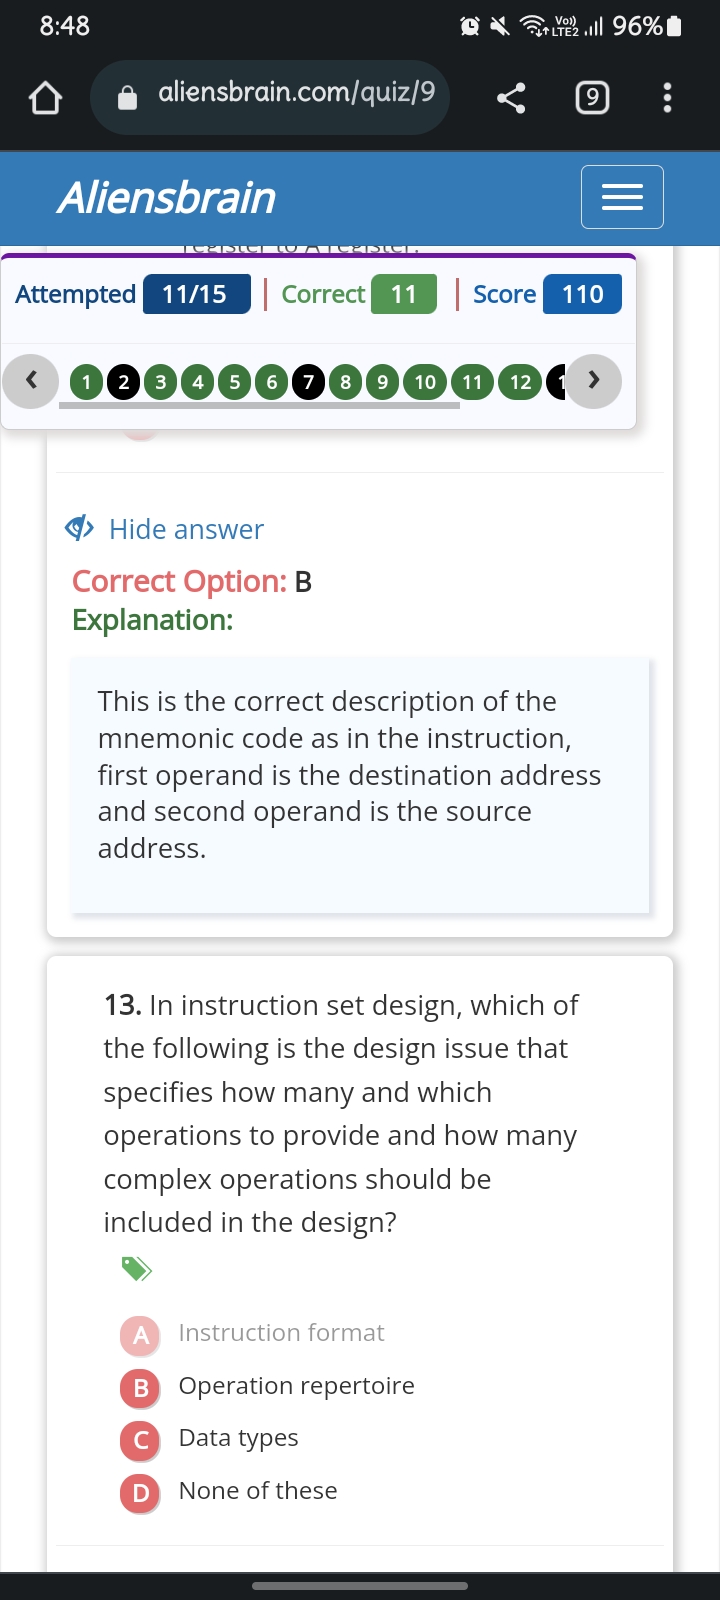 8:48
Vo))
LTE2
96%
aliensbrain.com/quiz/9
9
Aliensbrain
register to A register.
Attempted 11/15 | Correct 11 | Score 110
1 2 3 4 5 6 7 8 9 10 11 12
Hide answer
Correct Option: B
Explanation:
This is the correct description of the
mnemonic code as in the instruction,
first operand is the destination address
and second operand is the source
address.
13. In instruction set design, which of
the following is the design issue that
specifies how many and which
operations to provide and how many
complex operations should be
included in the design?
A Instruction format
B Operation repertoire
C Data types
D None of these